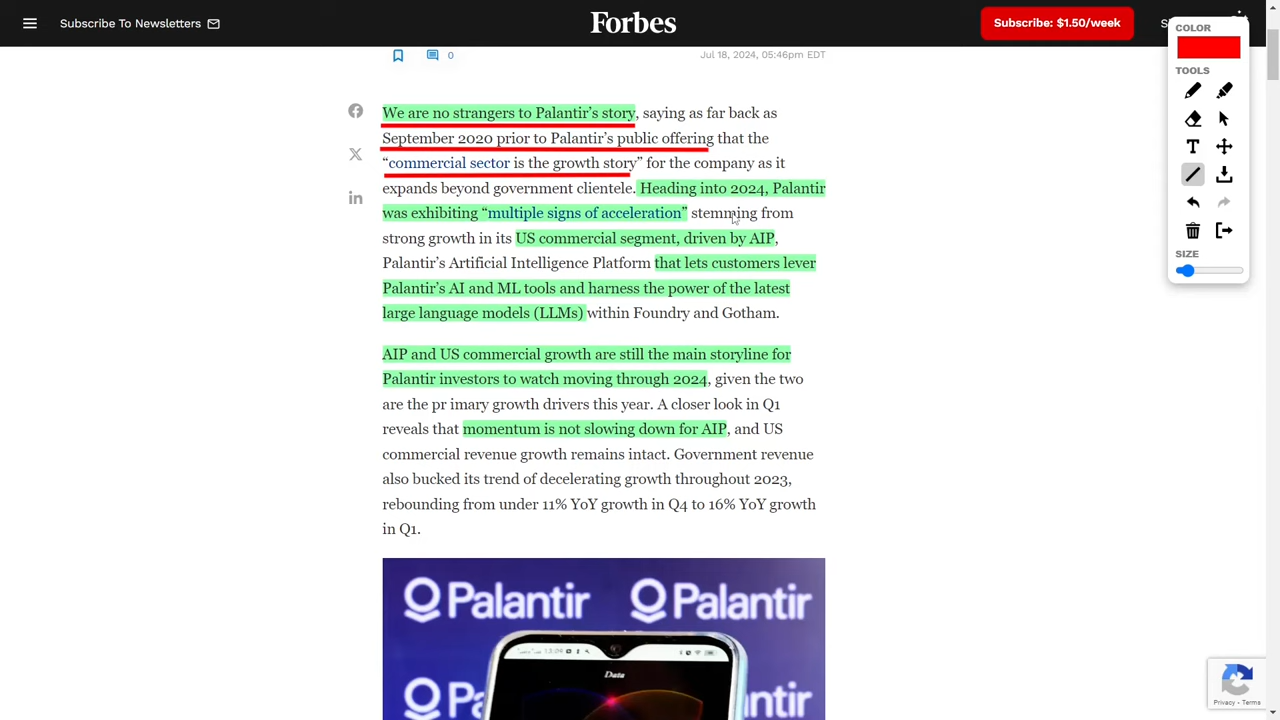 Subscribe To Newsletters
Forbes
Subscribe: $1.50/week
S
0
Jul 18, 2024, 05:46pm EDT
We are no strangers to Palantir’s story, saying as far back as
September 2020 prior to Palantir’s public offering that the
“commercial sector is the growth story” for the company as it
expands beyond government clientele. Heading into 2024, Palantir
was exhibiting “multiple signs of acceleration” stemming from
strong growth in its US commercial segment, driven by AIP,
Palantir’s Artificial Intelligence Platform that lets customers lever
Palantir’s AI and ML tools and harness the power of the latest
large language models (LLMs) within Foundry and Gotham.
AIP and US commercial growth are still the main storyline for
Palantir investors to watch moving through 2024, given the two
are the pr imary growth drivers this year. A closer look in Q1
reveals that momentum is not slowing down for AIP, and US
commercial revenue growth remains intact. Government revenue
also bucked its trend of decelerating growth throughout 2023,
rebounding from under 11% YoY growth in Q4 to 16% YoY growth
in Q1.
Palantir Palantir
13:09
Data
COLOR
TOOLS
T
SIZE
Privacy - Terms